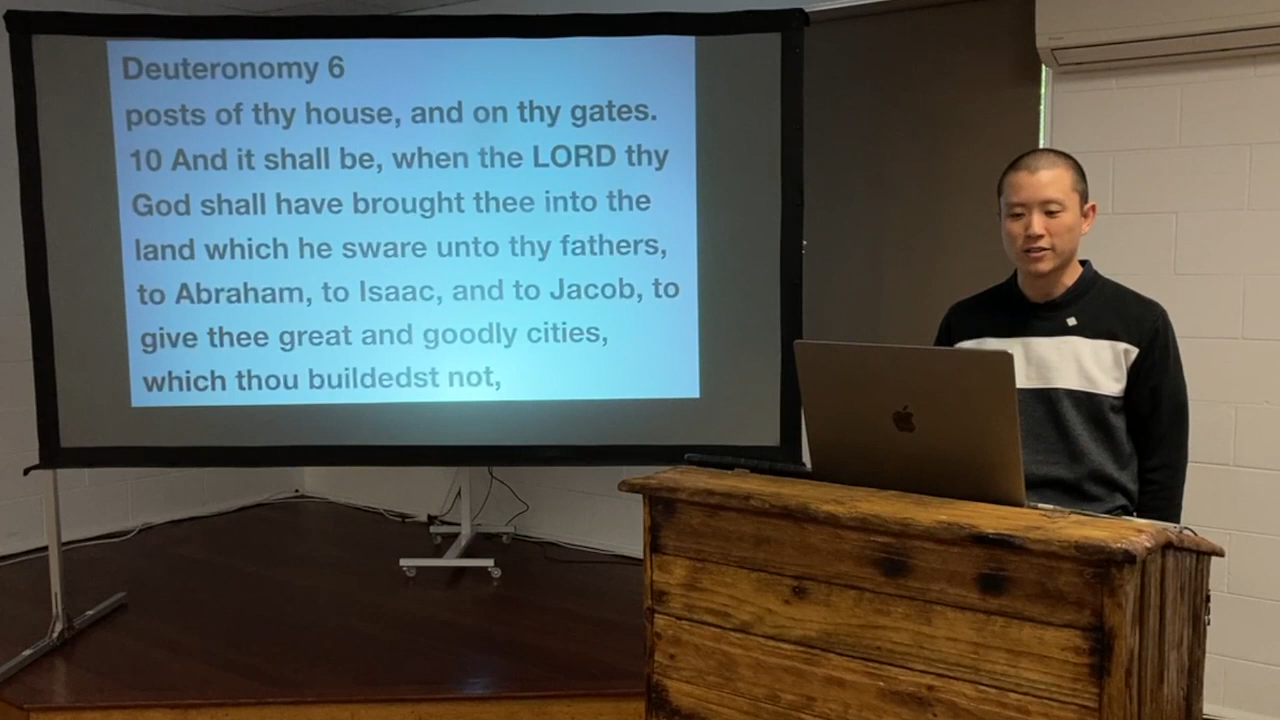 Deuteronomy 6
posts of thy house, and on thy gates.
10 And it shall be, when the LORD thy
God shall have brought thee into the
land which he sware unto thy fathers,
to Abraham, to Isaac, and to Jacob, to
give thee great and goodly cities,
which thou buildedst not,